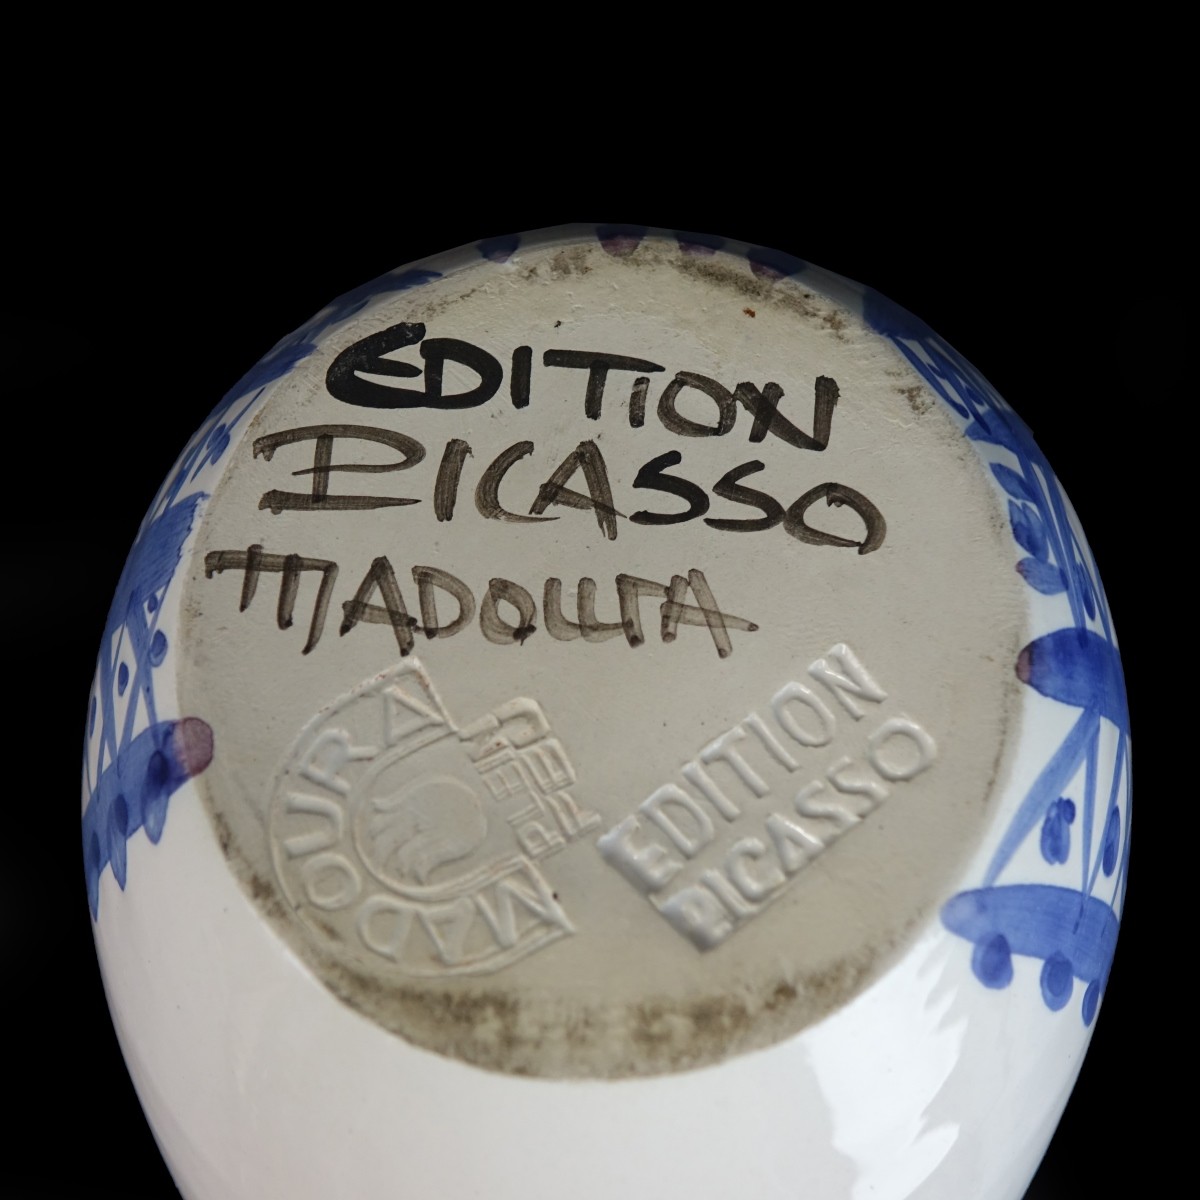 EDITION
PICASSO
MADOURA
MADOURA
PLEIN
FEU
EDITION
PICASSO